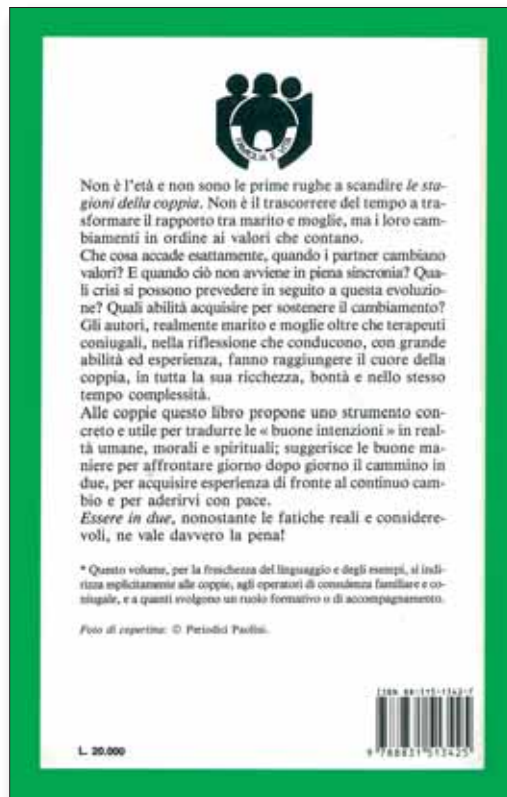 FAMIGLIA E VITA
Non è l'età e non sono le prime rughe a scandire le sta-
gioni della coppia. Non è il trascorrere del tempo a tra-
sformare il rapporto tra marito e moglie, ma i loro cam-
biamenti in ordine ai valori che contano.
Che cosa accade esattamente, quando i partner cambiano
valori? E quando ciò non avviene in piena sincronia? Qua-
li crisi si possono prevedere in seguito a questa evoluzio-
ne? Quali abilità acquisire per sostenere il cambiamento?
Gli autori, realmente marito e moglie oltre che terapeuti
coniugali, nella riflessione che conducono, con grande
abilità ed esperienza, fanno raggiungere il cuore della
coppia, in tutta la sua ricchezza, bontà e nello stesso
tempo complessità.
Alle coppie questo libro propone uno strumento con-
creto e utile per tradurre le « buone intenzioni » in real-
tà umane, morali e spirituali; suggerisce le buone ma-
niere per affrontare giorno dopo giorno il cammino in
due, per acquisire esperienza di fronte al continuo cam-
bio e per aderirvi con pace.
Essere in due, nonostante le fatiche reali e considere-
voli, ne vale davvero la pena!
* Questo volume, per la freschezza del linguaggio e degli esempi, si indi-
rizza esplicitamente alle coppie, agli operatori di consulenza familiare e co-
niugale, e a quanti svolgono un ruolo formativo o di accompagnamento.
Foto di copertina: © Periodici Paolini.
ISBN 88-315-1342-7
L. 20.000
9 788831 513425